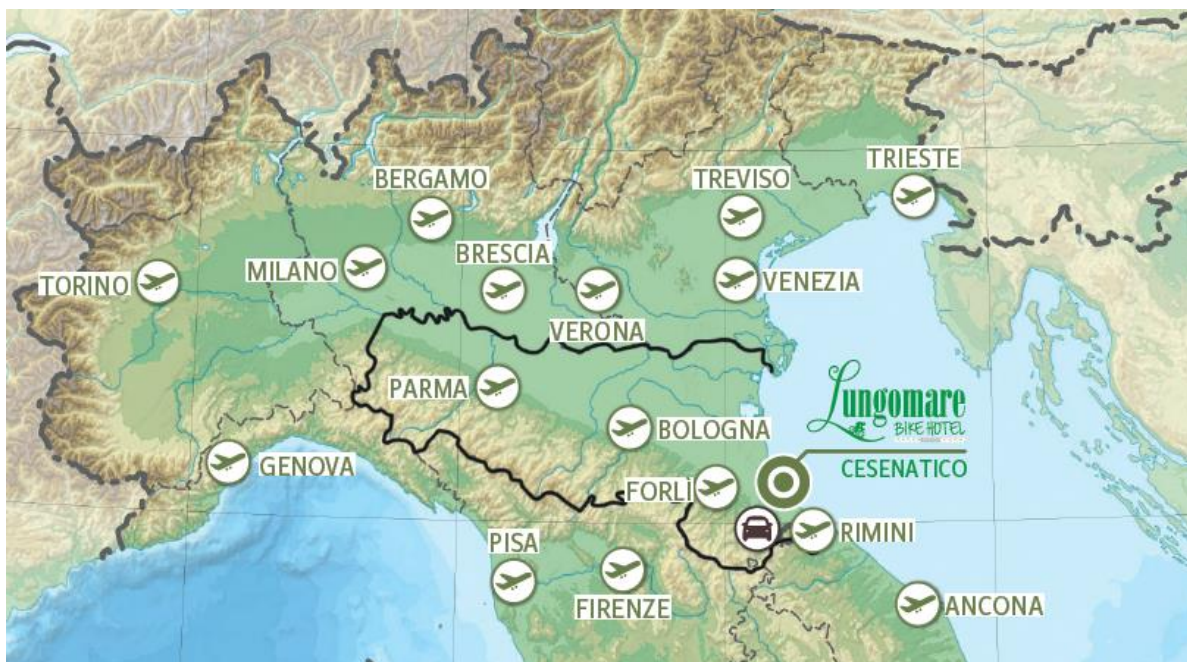 TRIESTE
BERGAMO
TREVISO
BRESCIA
MILANO
TORINO
VENEZIA
VERONA
PARMA
Lungomare
BIKE HOTEL
BOLOGNA
GENOVA
CESENATICO
FORLÌ
RIMINI
PISA
FIRENZE
ANCONA